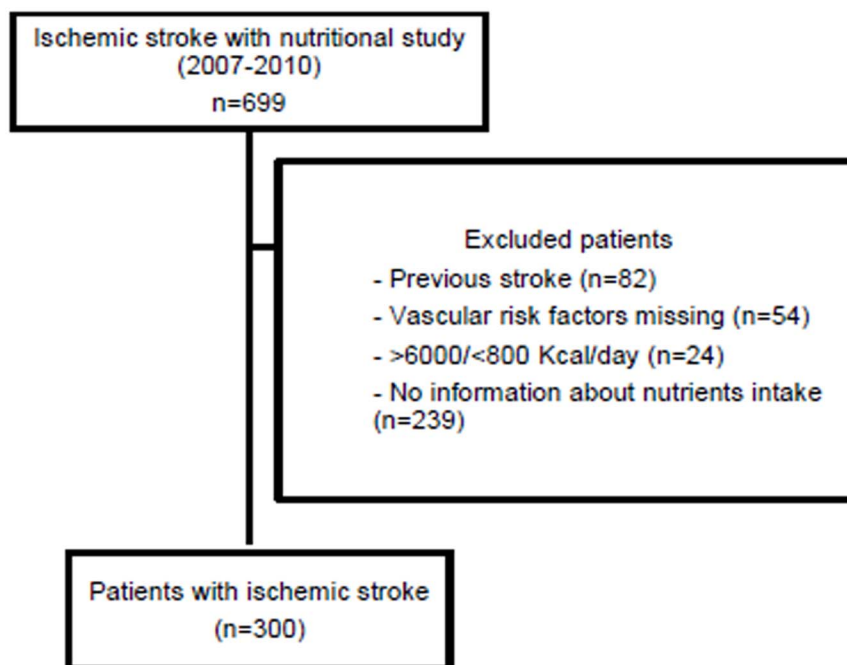 Ischemic stroke with nutritional study
(2007-2010)
n=699
Excluded patients
- Previous stroke (n=82)
- Vascular risk factors missing (n=54)
- >6000/<800 Kcal/day (n=24)
- No information about nutrients intake
(n=239)
Patients with ischemic stroke
(n=300)